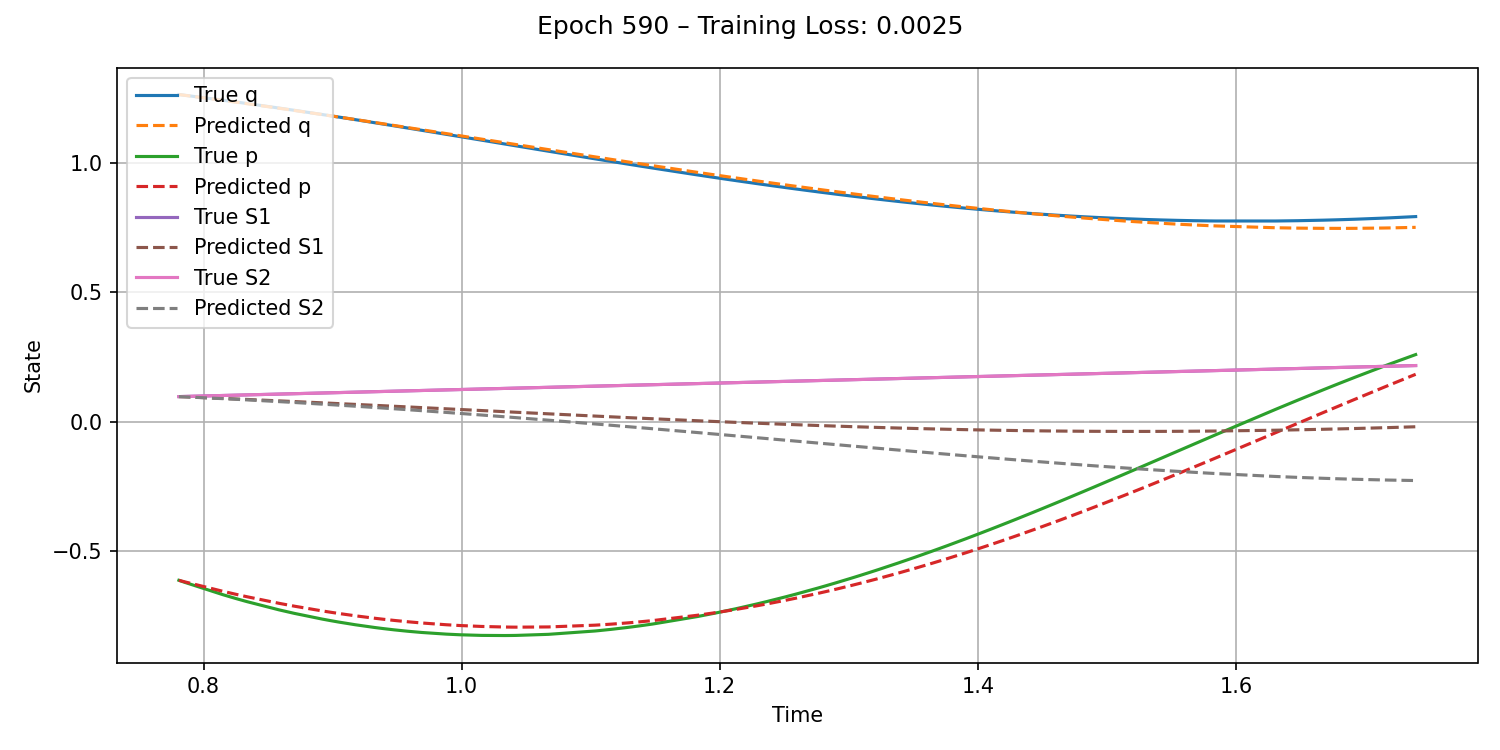 Epoch 590 – Training Loss: 0.0025
True q
Predicted q
True p
Predicted p
True S1
Predicted S1
True S2
Predicted S2
1.0
0.5
0.0
−0.5
State
0.8 1.0 1.2 1.4 1.6
Time